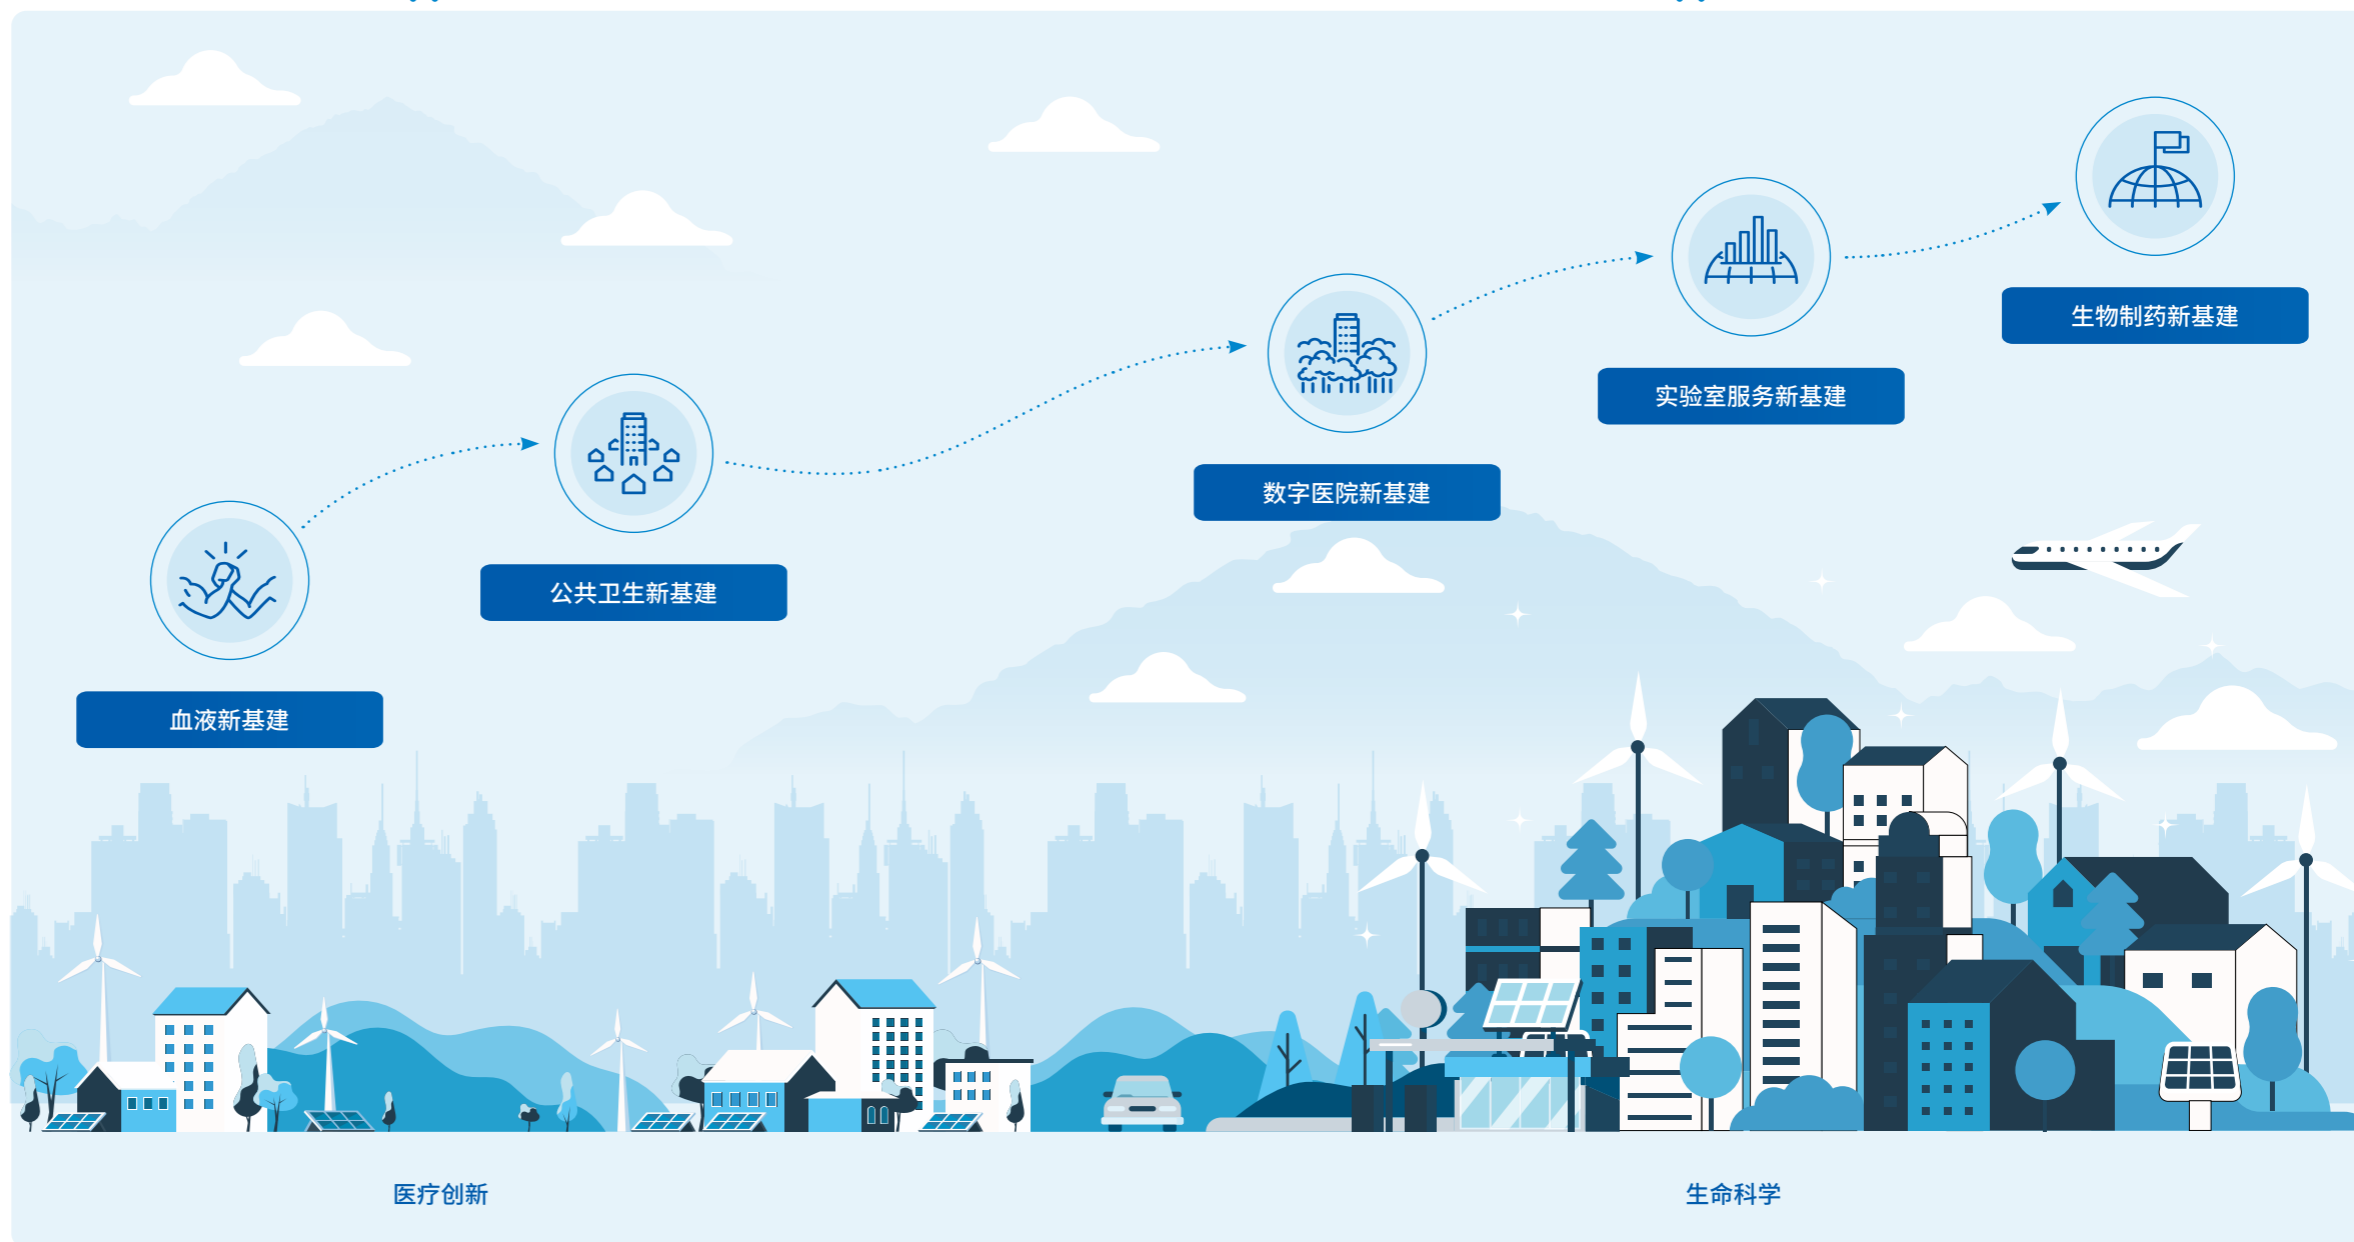 血液新基建
公共卫生新基建
数字医院新基建
实验室服务新基建
生物制药新基建
医疗创新
生命科学